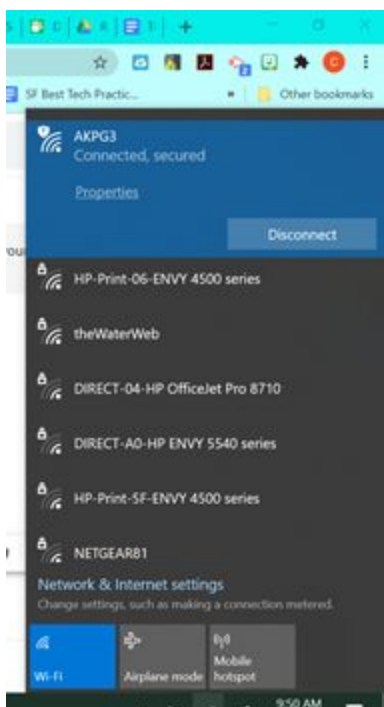 SF Best Tech Practic...
Other bookmarks
AKPG3
Connected, secured
Properties
Disconnect
HP-Print-06-ENVY 4500 series
theWaterWeb
DIRECT-04-HP OfficeJet Pro 8710
DIRECT-A0-HP ENVY 5540 series
HP-Print-5F-ENVY 4500 series
NETGEAR81
Network & Internet settings
Change settings, such as making a connection metered.
Wi-Fi
Airplane mode
Mobile
hotspot
9:50 AM